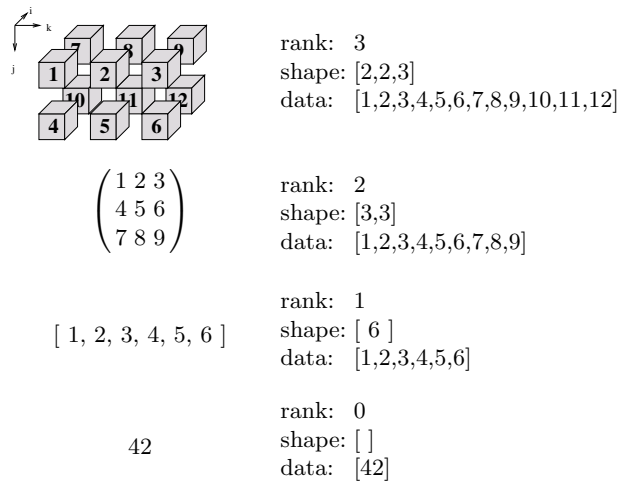 i
k
j
7 8 9
1 2 3
10 11 12
4 5 6
rank: 3
shape: [2,2,3]
data: [1,2,3,4,5,6,7,8,9,10,11,12]
1 2 3
4 5 6
7 8 9
rank: 2
shape: [3,3]
data: [1,2,3,4,5,6,7,8,9]
[ 1, 2, 3, 4, 5, 6 ]
rank: 1
shape: [ 6 ]
data: [1,2,3,4,5,6]
42
rank: 0
shape: [ ]
data: [42]